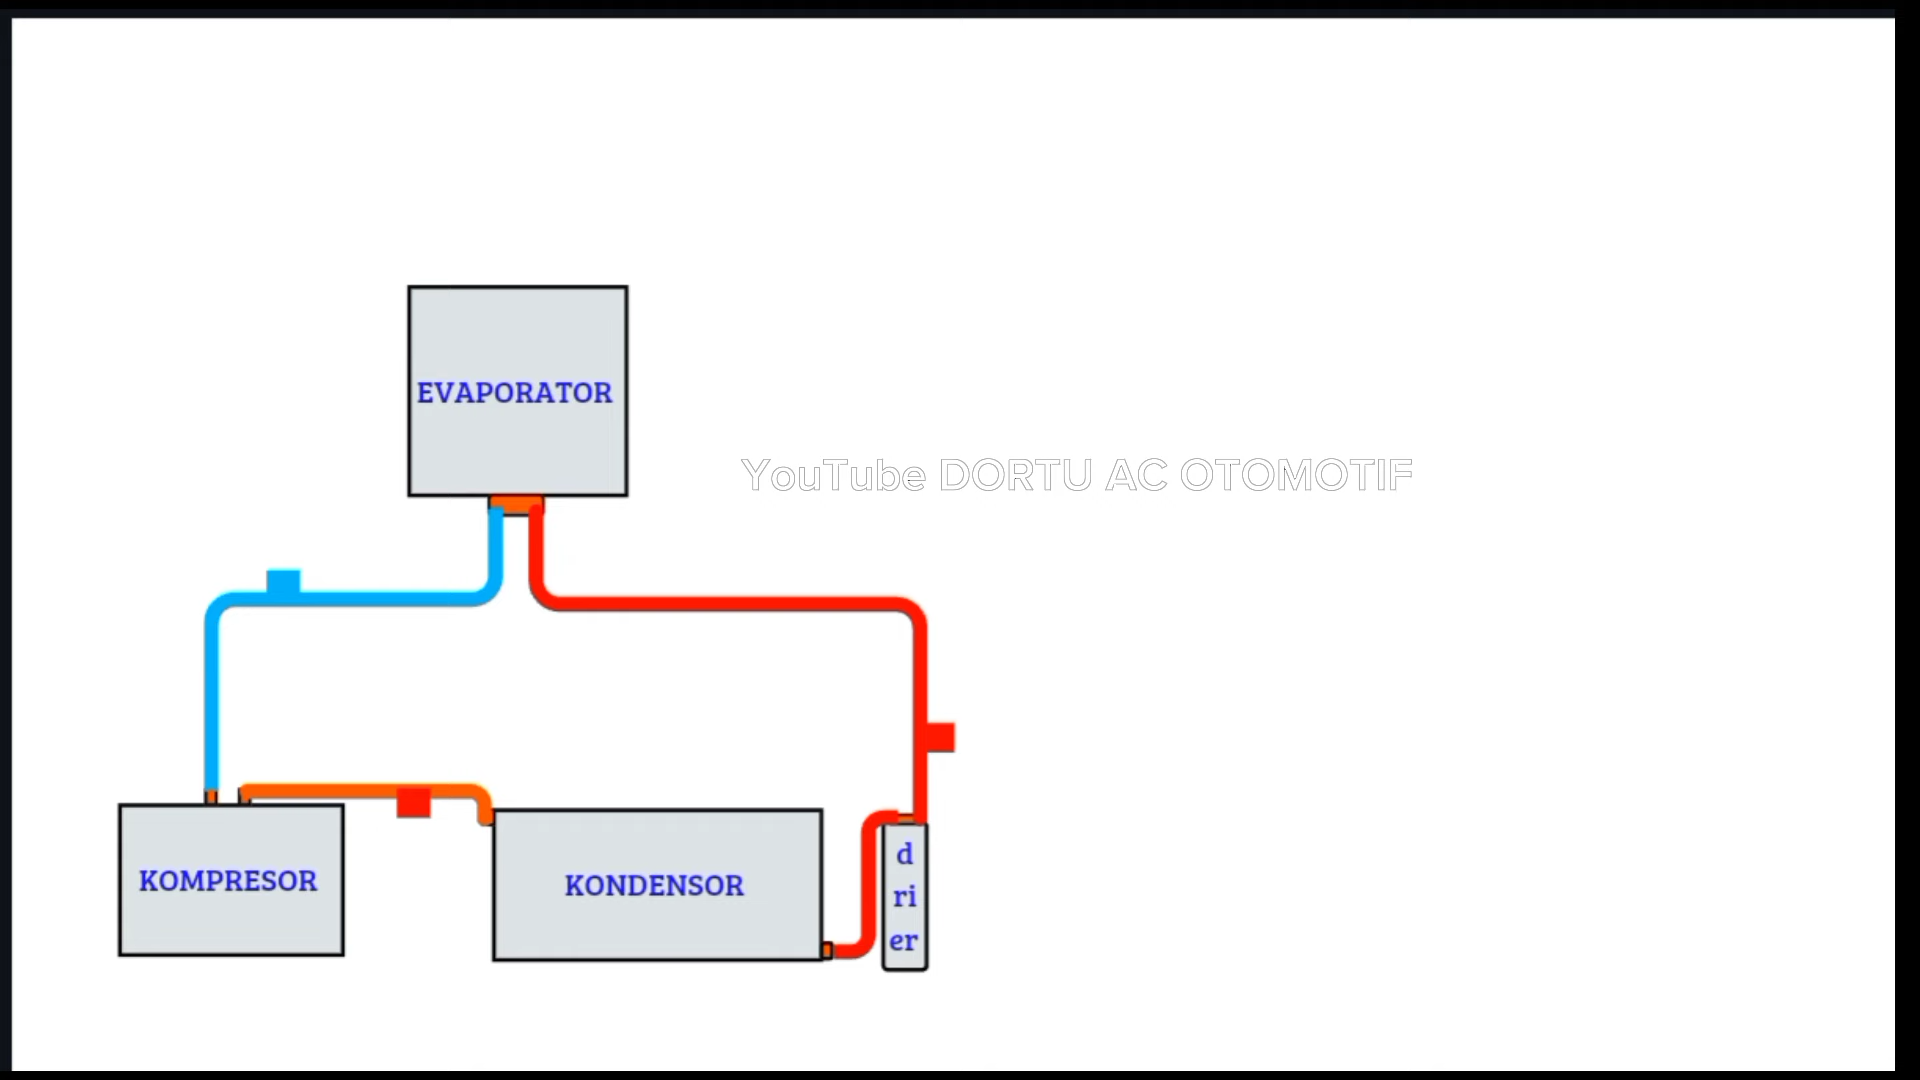 EVAPORATOR
YouTube DORTU AC OTOMOTIF
KOMPRESOR
KONDENSOR
d
ri
er